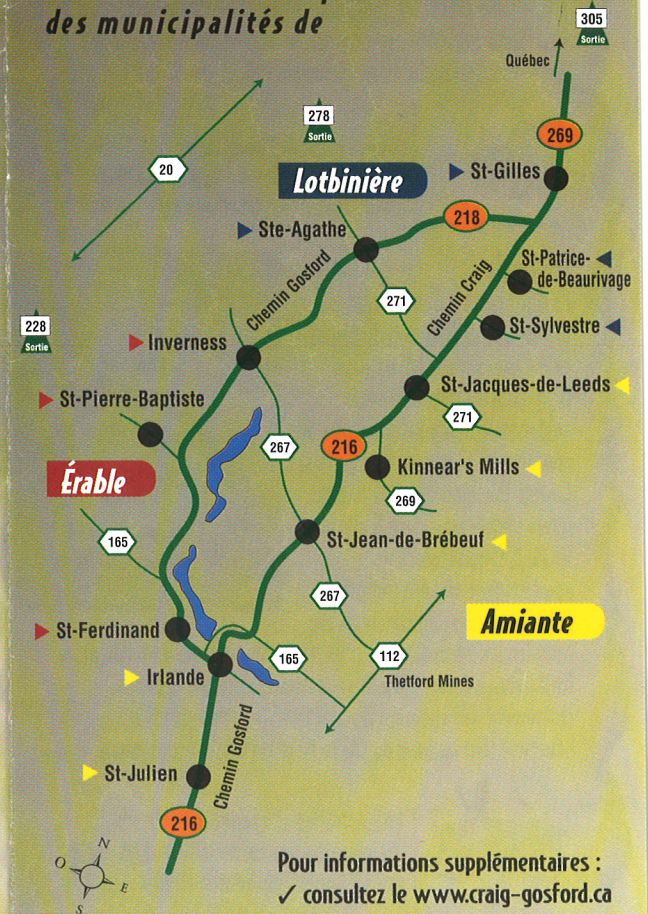 des municipalités de
305
Sortie
Québec
269
278
Sortie
20
Lotbinière
St-Gilles
218
Ste-Agathe
St-Patrice-
de-Beaurivage
Chemin Gosford
271
Chemin Craig
St-Sylvestre
228
Sortie
Inverness
St-Jacques-de-Leeds
St-Pierre-Baptiste
271
267
216
Kinnear's Mills
Érable
269
165
St-Jean-de-Brébeuf
267
Amiante
St-Ferdinand
112
165
Irlande
Thetford Mines
Chemin Gosford
St-Julien
216
N
O
E
S
Pour informations supplémentaires :
✓ consultez le www.craig-gosford.ca